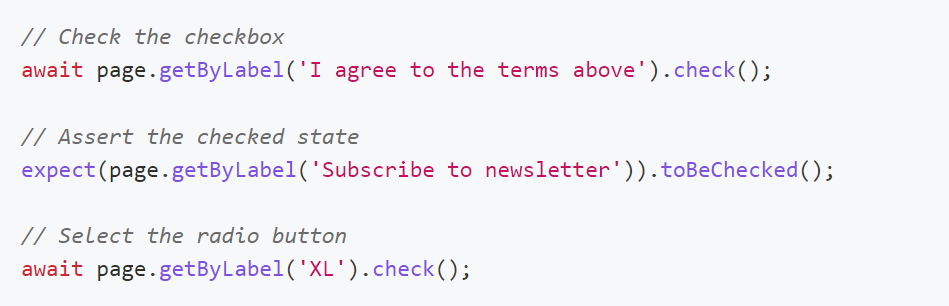 // Check the checkbox
await page.getByLabel('I agree to the terms above').check();
// Assert the checked state
expect(page.getByLabel('Subscribe to newsletter')).toBeChecked();
// Select the radio button
await page.getByLabel('XL').check();